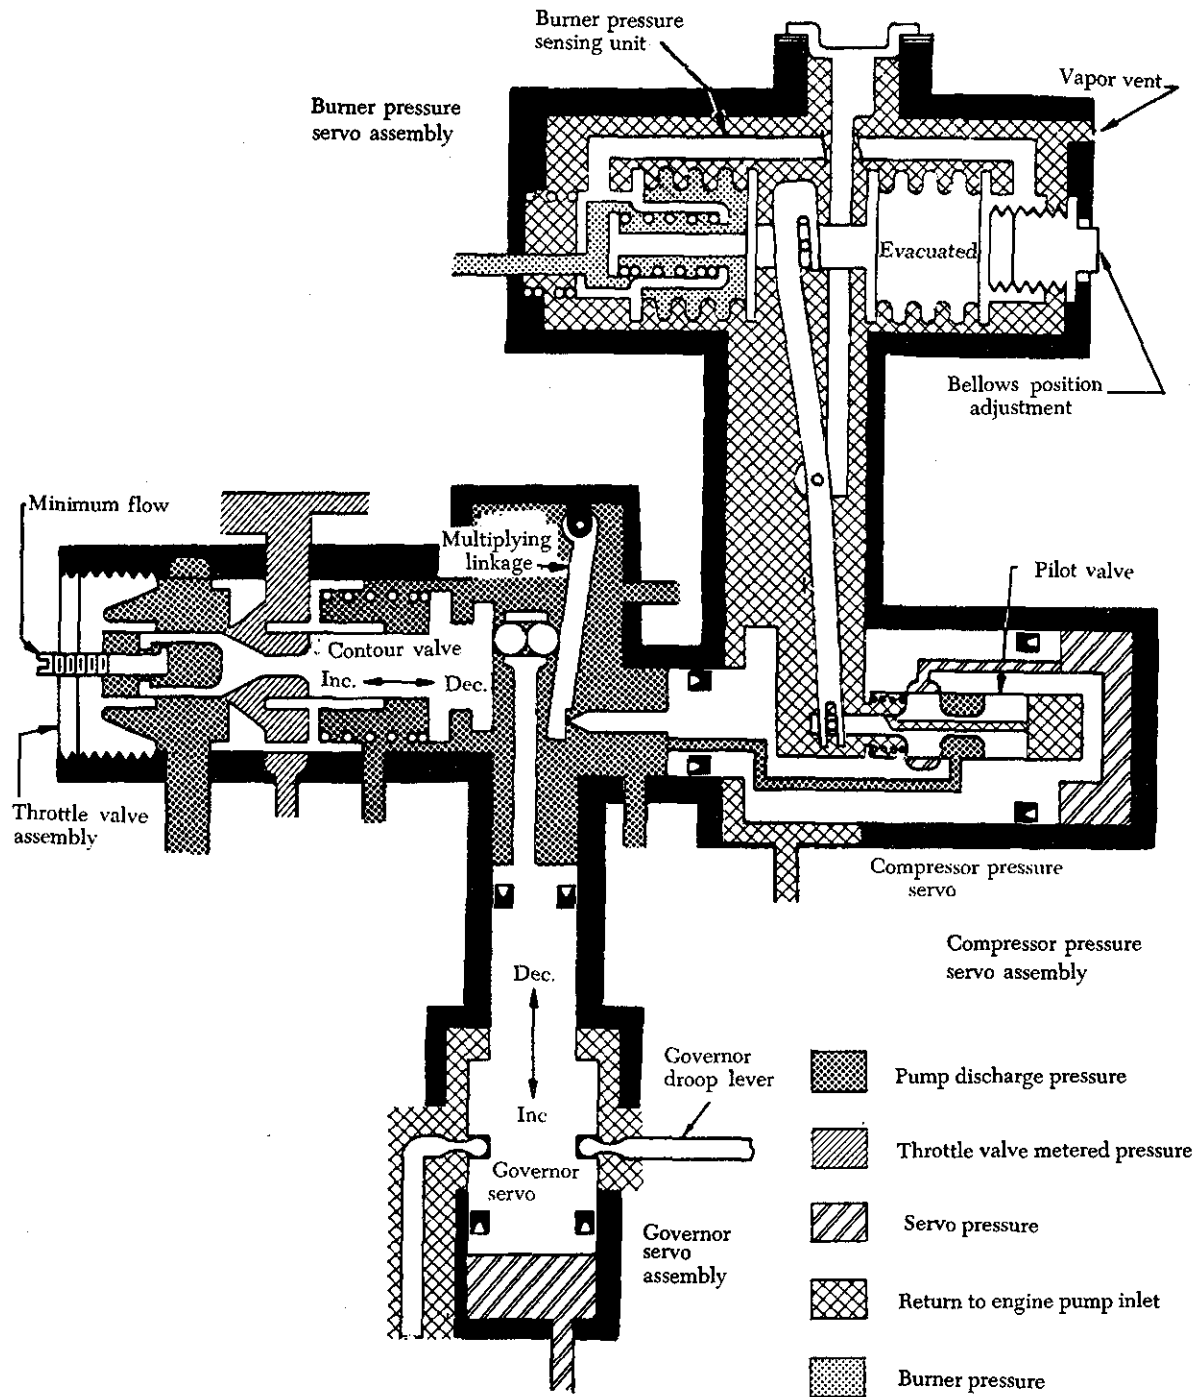 Burner pressure
sensing unit
Vapor vent
Burner pressure
servo assembly
Evacuated
Bellows position
adjustment
Minimum flow
Multiplying
linkage
Pilot valve
Contour valve
Inc.
Dec.
Throttle valve
assembly
Compressor pressure
servo
Compressor pressure
servo assembly
Dec.
Inc
Governor
droop lever
Governor
servo
Governor
servo
assembly
Pump discharge pressure
Throttle valve metered pressure
Servo pressure
Return to engine pump inlet
Burner pressure